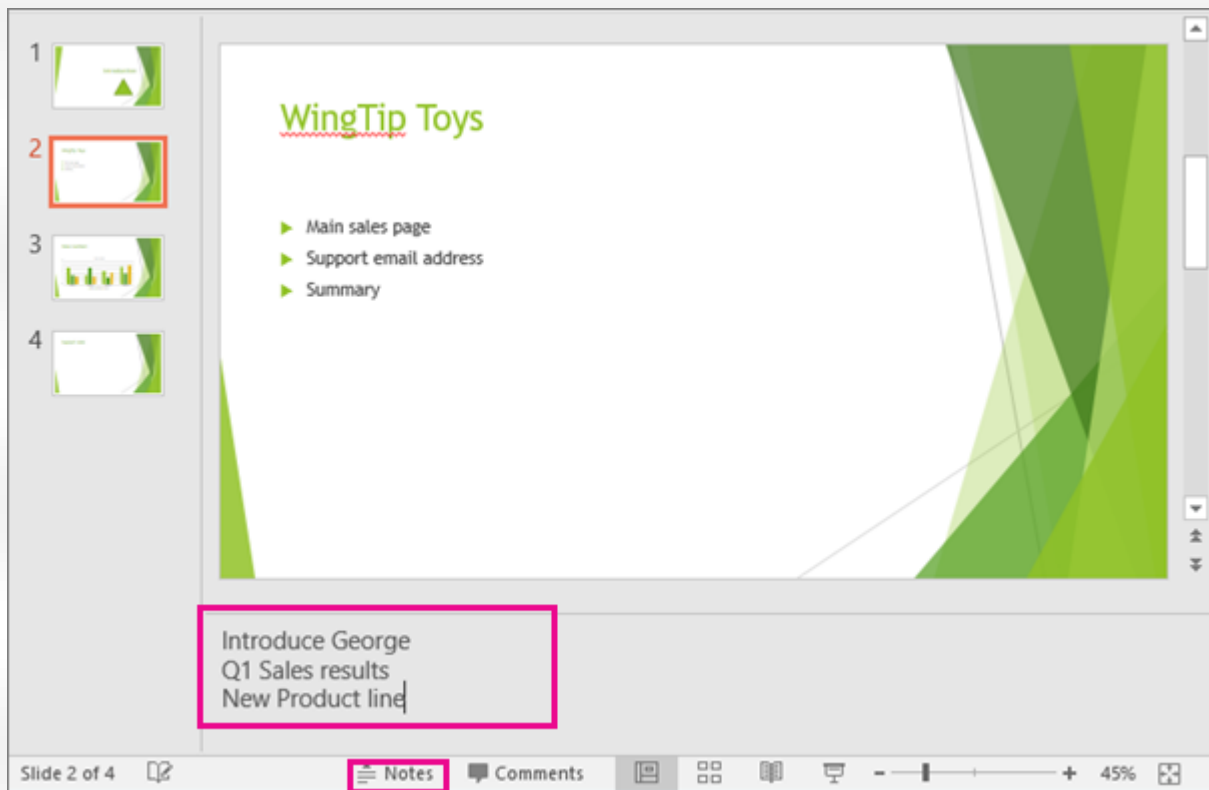 1
2
3
4
WingTip Toys
Main sales page
Support email address
Summary
Introduce George
Q1 Sales results
New Product line
Slide 2 of 4
Notes
Comments
45%